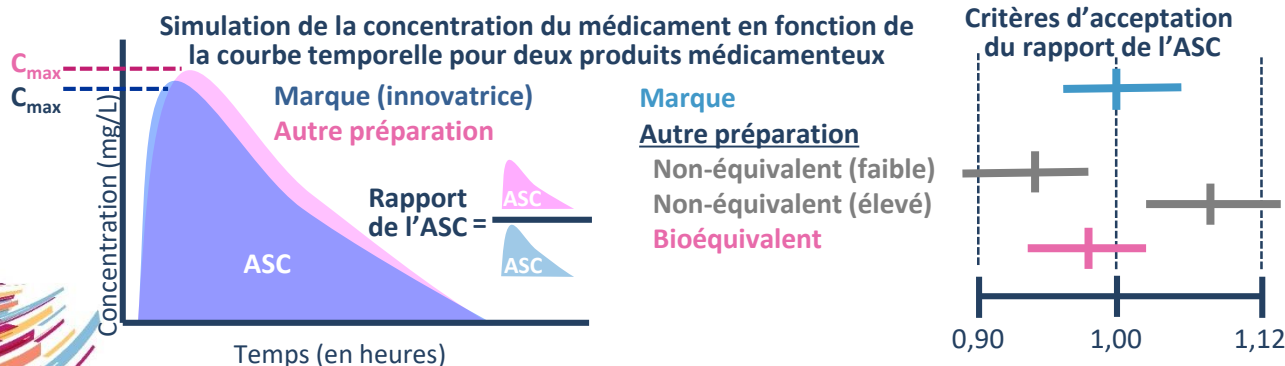 Simulation de la concentration du médicament en fonction de
la courbe temporelle pour deux produits médicamenteux
Cmax
Cmax
Concentration (mg/L)
Marque (innovatrice)
Autre préparation
Rapport
de l’ASC =
ASC
ASC
ASC
Temps (en heures)
Critères d’acceptation
du rapport de l’ASC
Marque
Autre préparation
Non-équivalent (faible)
Non-équivalent (élevé)
Bioéquivalent
0,90
1,00
1,12